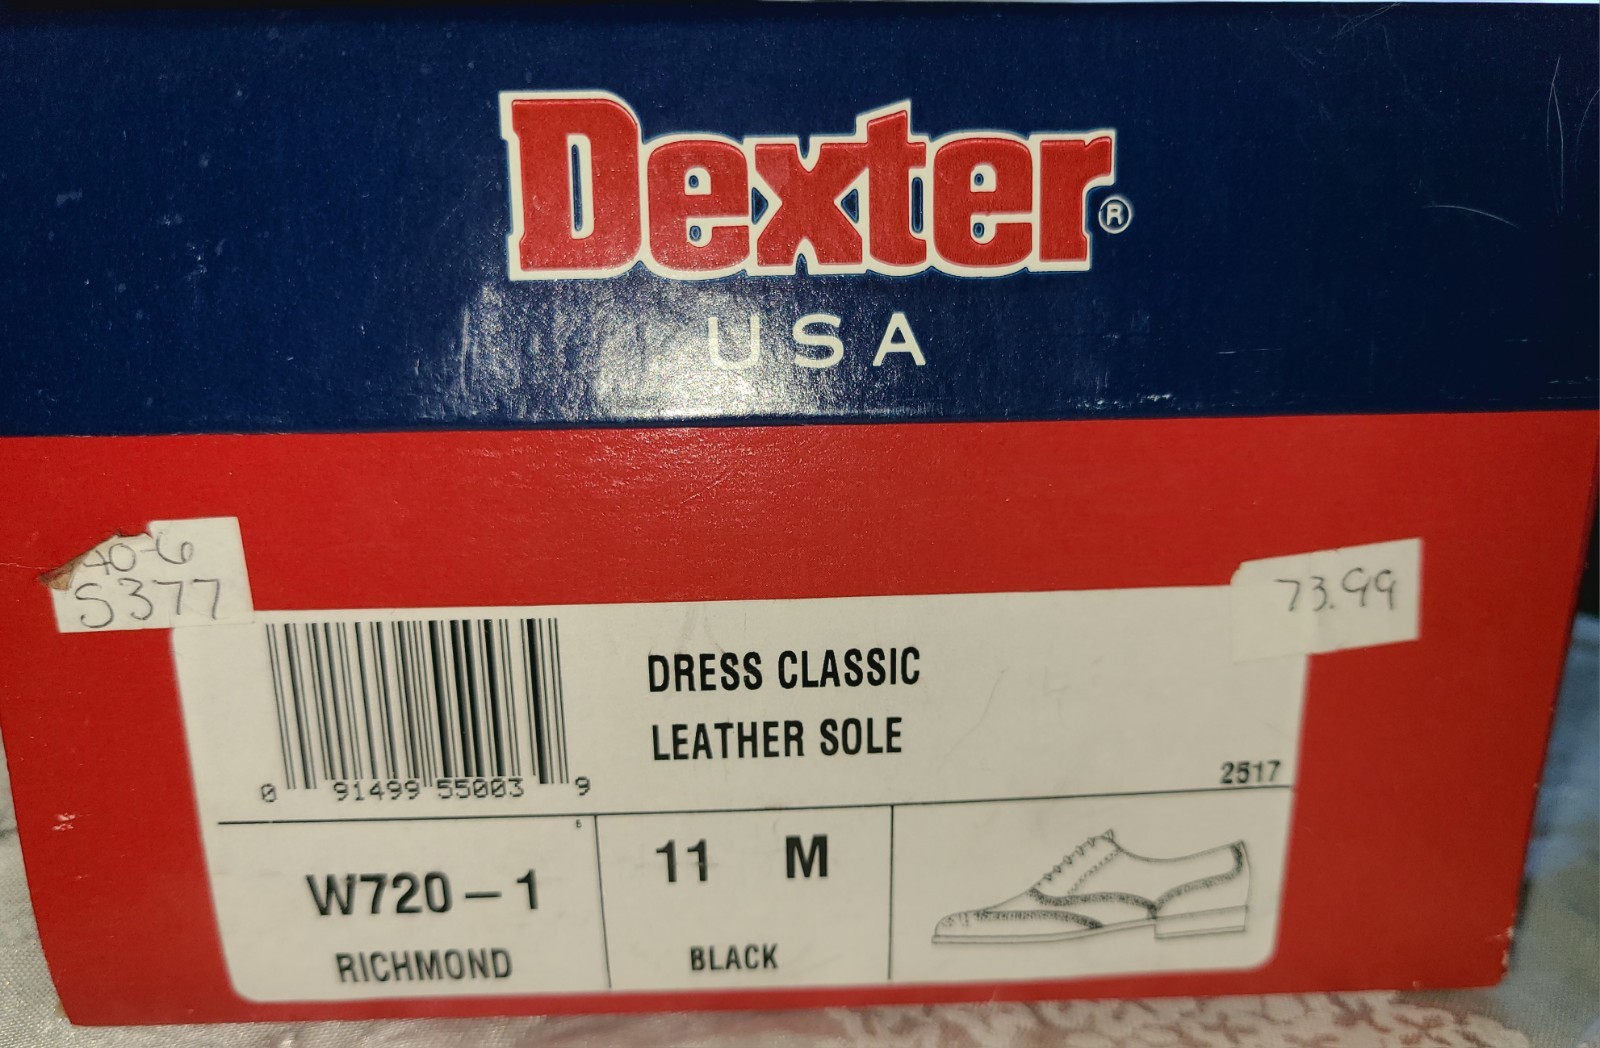 Dexter®
USA
40-6
S377
73.99
DRESS CLASSIC
LEATHER SOLE
0 91499 55003 9
2517
6
W720-1
RICHMOND
11 M
BLACK